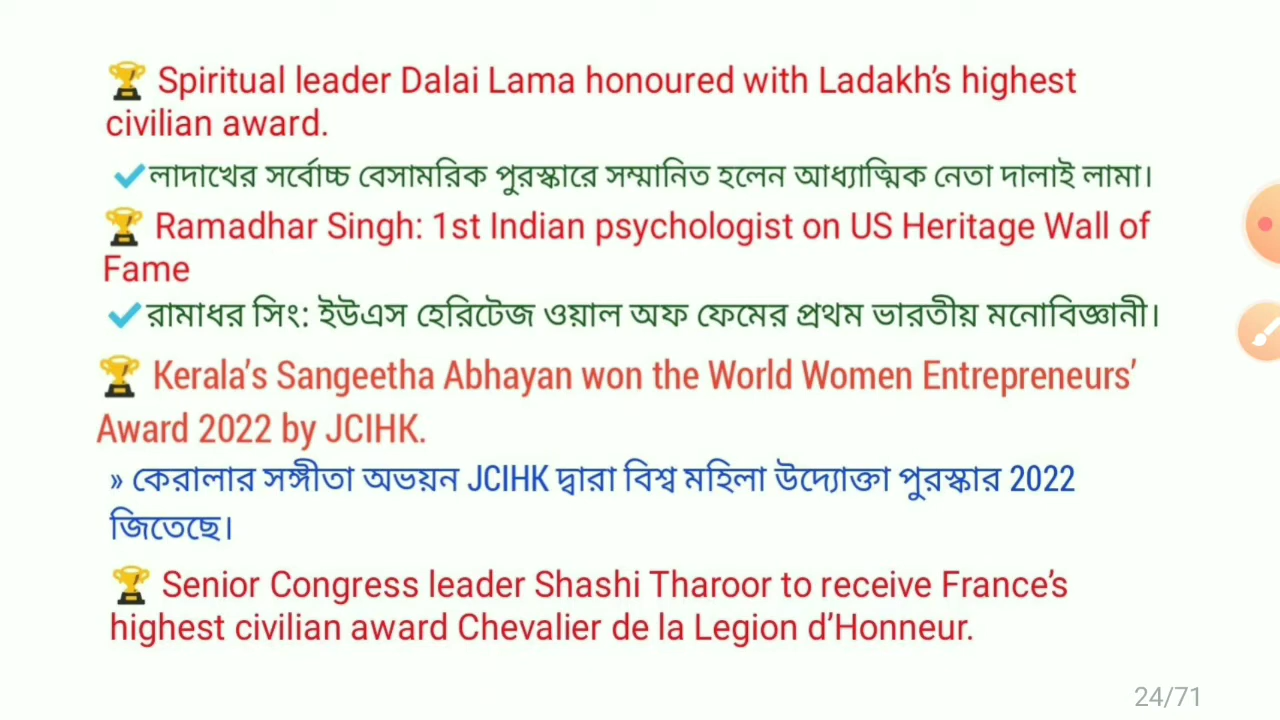 🏆 Spiritual leader Dalai Lama honoured with Ladakh’s highest
civilian award.
✔লাদাখের সর্বোচ্চ বেসামরিক পুরস্কারে সম্মানিত হলেন আধ্যাত্মিক নেতা দালাই লামা।
🏆 Ramadhar Singh: 1st Indian psychologist on US Heritage Wall of
Fame
✔রামাধর সিং: ইউএস হেরিটেজ ওয়াল অফ ফেমের প্রথম ভারতীয় মনোবিজ্ঞানী।
🏆 Kerala’s Sangeetha Abhayan won the World Women Entrepreneurs’
Award 2022 by JCIHK.
» কেরালার সঙ্গীতা অভয়ন JCIHK দ্বারা বিশ্ব মহিলা উদ্যোক্তা পুরস্কার 2022
জিতেছে।
🏆 Senior Congress leader Shashi Tharoor to receive France’s
highest civilian award Chevalier de la Legion d’Honneur.
24/71